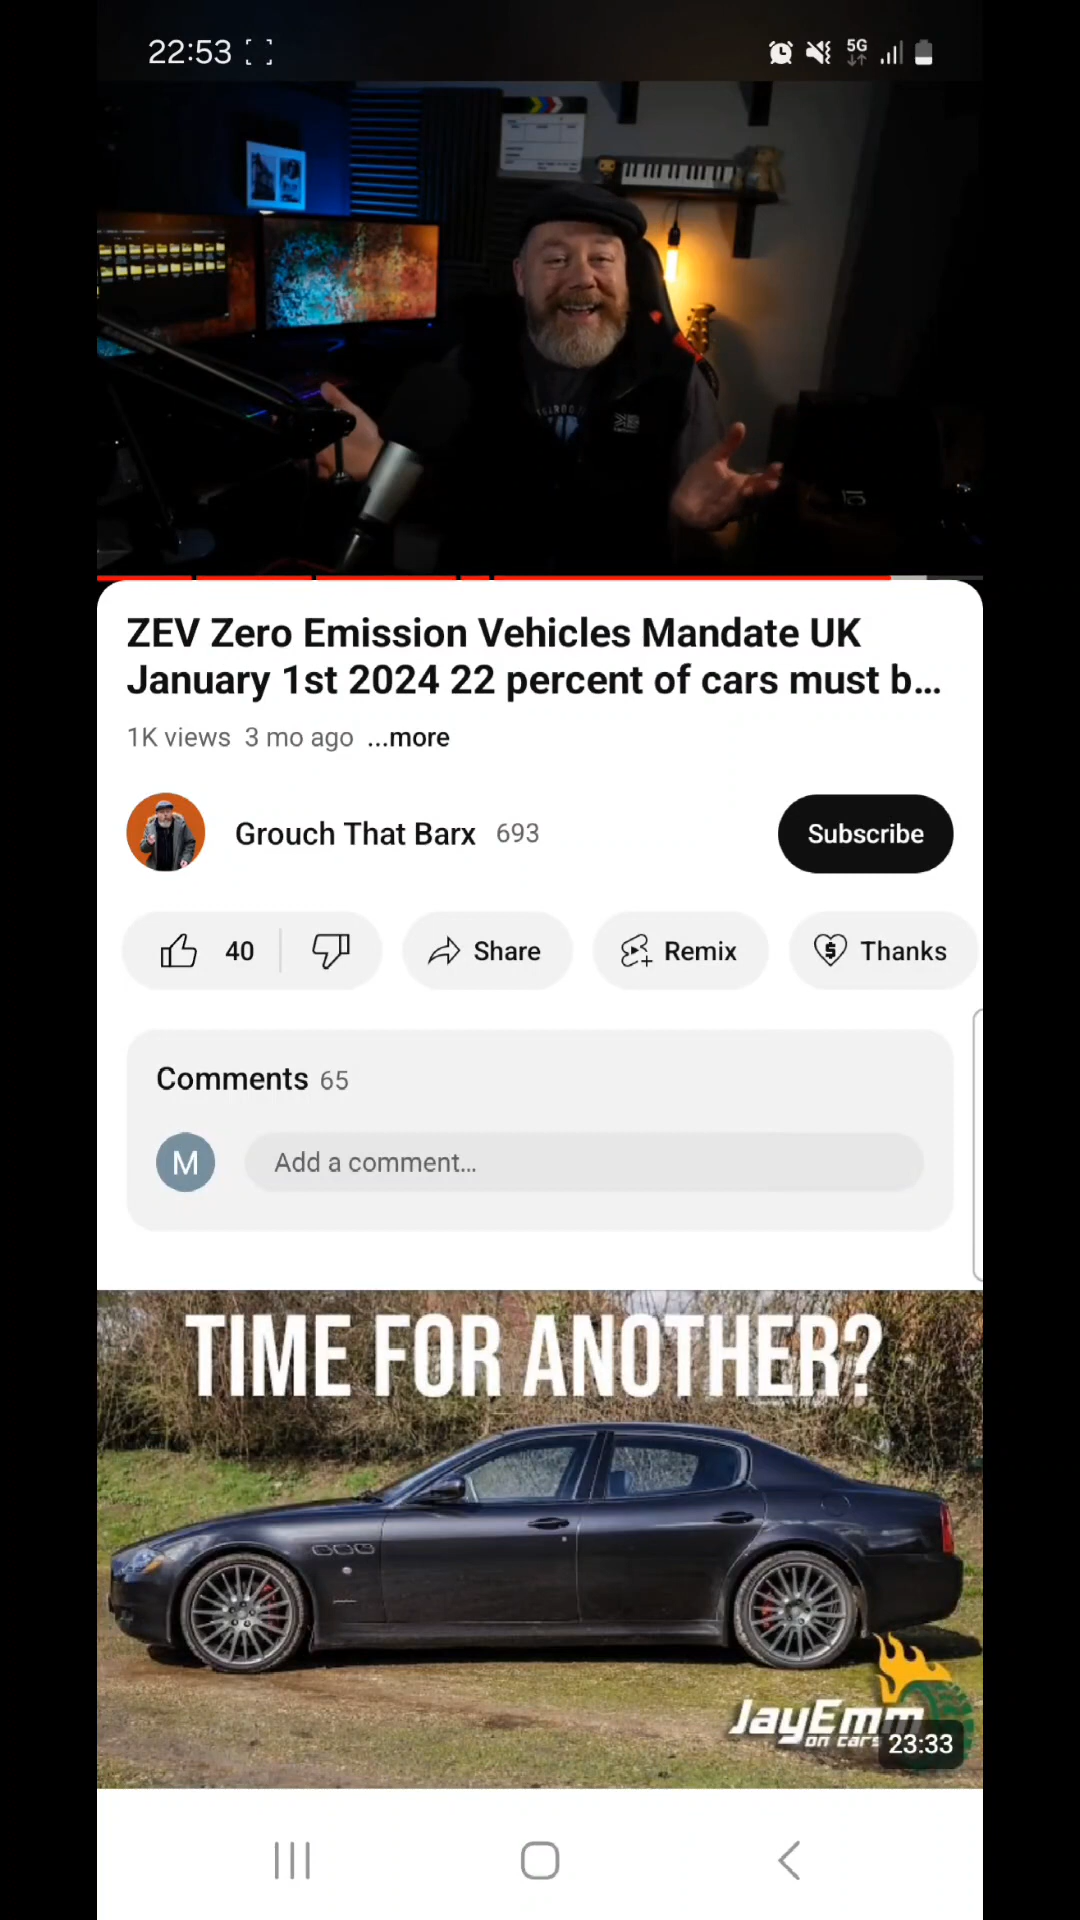 22:53
5G
ZEV Zero Emission Vehicles Mandate UK
January 1st 2024 22 percent of cars must b...
1K views 3 mo ago ...more
Grouch That Barx 693
Subscribe
40
Share
Remix
Thanks
Comments 65
M
Add a comment...
TIME FOR ANOTHER?
JayEmm
on cars
23:33